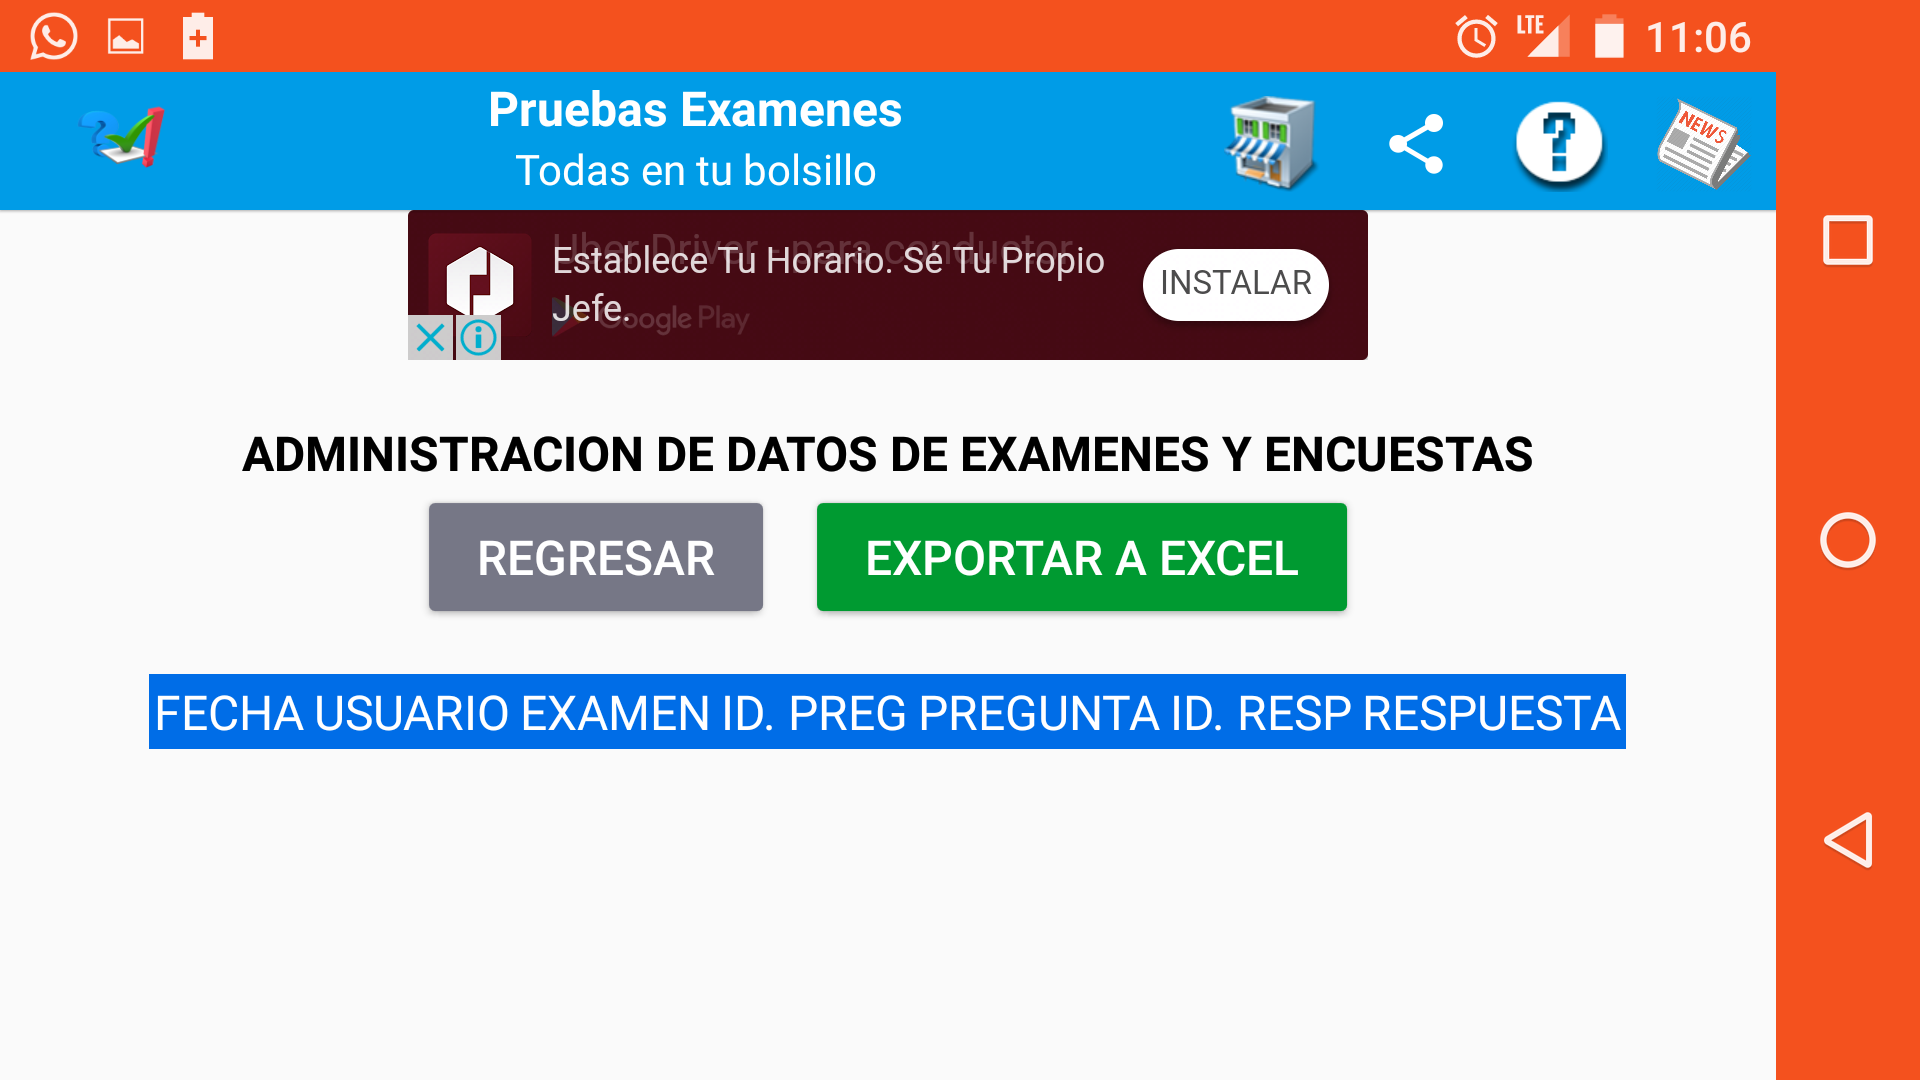 LTE 11:06
Pruebas Examenes
Todas en tu bolsillo
NEWS
Uber Driver - para conductor
Establece Tu Horario. Sé Tu Propio
Jefe.
Google Play
INSTALAR
ADMINISTRACION DE DATOS DE EXAMENES Y ENCUESTAS
REGRESAR
EXPORTAR A EXCEL
FECHA USUARIO EXAMEN ID. PREG PREGUNTA ID. RESP RESPUESTA